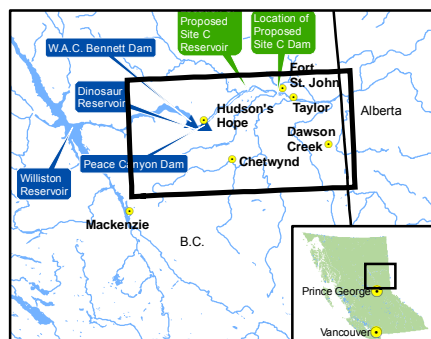 Proposed
Site C
Reservoir
Location of
Proposed
Site C Dam
W.A.C. Bennett Dam
Fort
St. John
Dinosaur
Reservoir
Taylor
Alberta
Hudson's
Hope
Dawson
Creek
Peace Canyon Dam
Chetwynd
Williston
Reservoir
Mackenzie
B.C.
Prince George
Vancouver